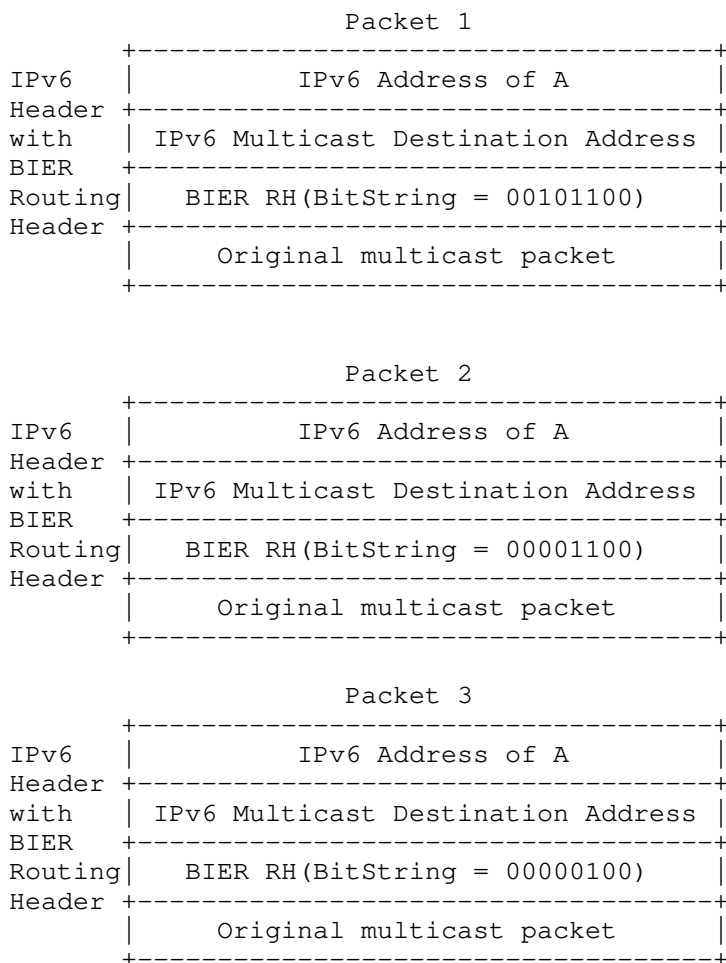 Packet 1
        +-------------------------------------+
IPv6    |           IPv6 Address of A         |
Header  +-------------------------------------+
with    | IPv6 Multicast Destination Address  |
BIER    +-------------------------------------+
Routing|   BIER RH(BitString = 00101100)      |
Header  +-------------------------------------+
        |     Original multicast packet       |
        +-------------------------------------+
                      Packet 2
        +-------------------------------------+
IPv6    |           IPv6 Address of A         |
Header  +-------------------------------------+
with    | IPv6 Multicast Destination Address  |
BIER    +-------------------------------------+
Routing|   BIER RH(BitString = 00001100)      |
Header  +-------------------------------------+
        |     Original multicast packet       |
        +-------------------------------------+
                      Packet 3
        +-------------------------------------+
IPv6    |           IPv6 Address of A         |
Header  +-------------------------------------+
with    | IPv6 Multicast Destination Address  |
BIER    +-------------------------------------+
Routing|   BIER RH(BitString = 00000100)      |
Header  +-------------------------------------+
        |     Original multicast packet       |
        +-------------------------------------+